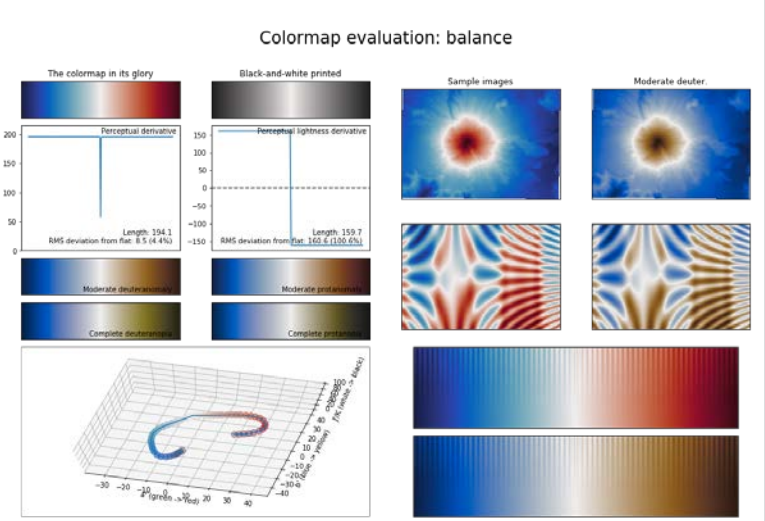 Colormap evaluation: balance
The colormap in its glory
Black-and-white printed
Sample images
Moderate deuter.
Perceptual derivative
200
150
100
50
0
Length: 194.1
RMS deviation from flat: 8.5 (4.4%)
Perceptual lightness derivative
150
100
50
0
−50
−100
−150
Length: 159.7
RMS deviation from flat: 160.6 (100.6%)
Moderate deuteranomaly
Moderate protanomaly
Complete deuteranopia
Complete protanopia
−30
−20
−10
0
10
20
30
40
a* (green -> red)
−40
−30
−20
−10
0
10
20
30
40
b* (blue -> yellow)
100
J/K (white -> black)